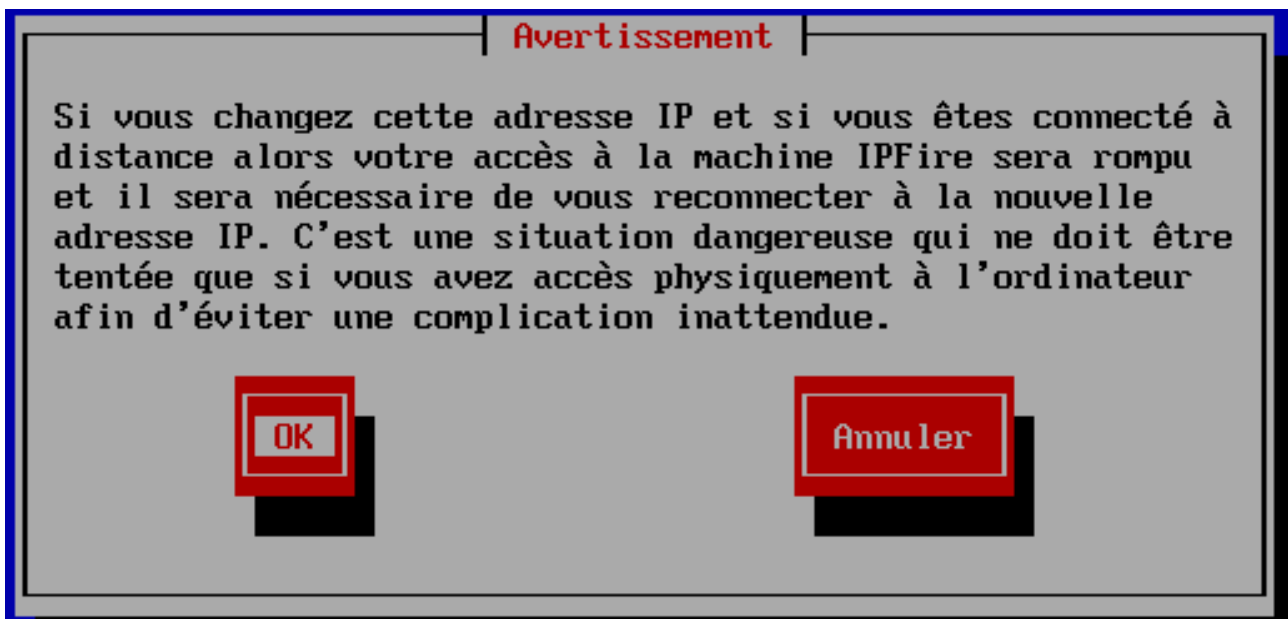 Avertissement
Si vous changez cette adresse IP et si vous êtes connecté à
distance alors votre accès à la machine IPFire sera rompu
et il sera nécessaire de vous reconnecter à la nouvelle
adresse IP. C'est une situation dangereuse qui ne doit être
tentée que si vous avez accès physiquement à l'ordinateur
afin d'éviter une complication inattendue.
OK
Annuler